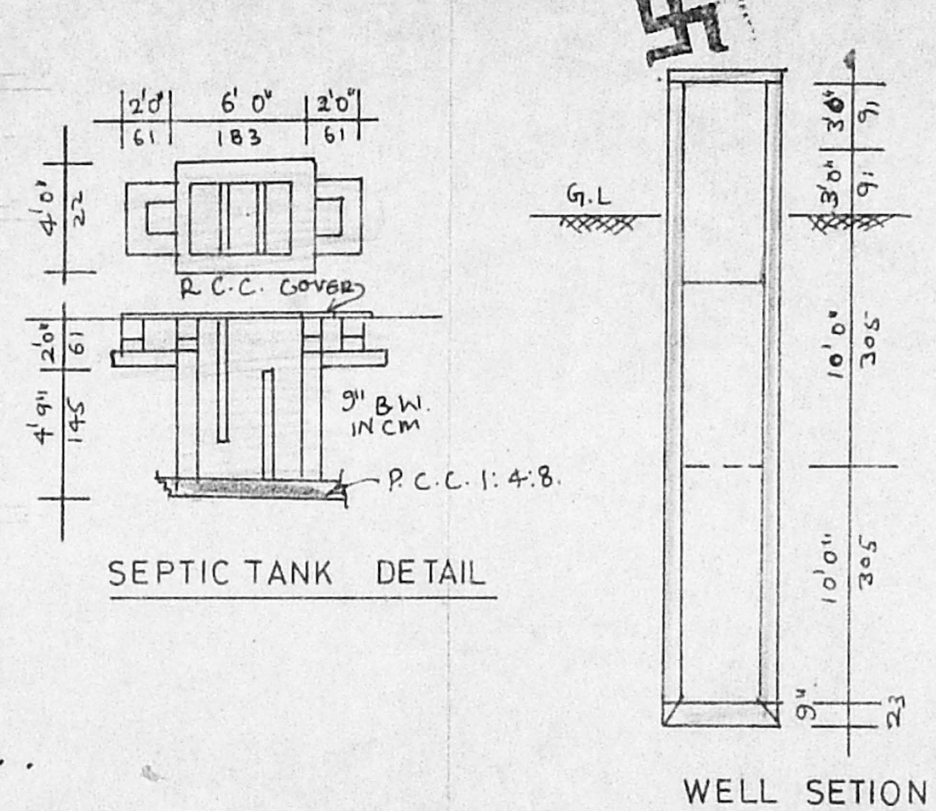 2'0" 6' 0" 2'0"
61 183 61
4'0"
22
R.C.C. COVER
2'0"
61
4'9"
145
9" B.W.
IN CM
P.C.C. 1:4:8.
SEPTIC TANK DETAIL
3'0"
91
3'0"
91
G.L
10'0"
305
10'0"
305
9"
23
WELL SETION